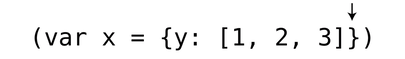 ↓
(var x = {y: [1, 2, 3]})